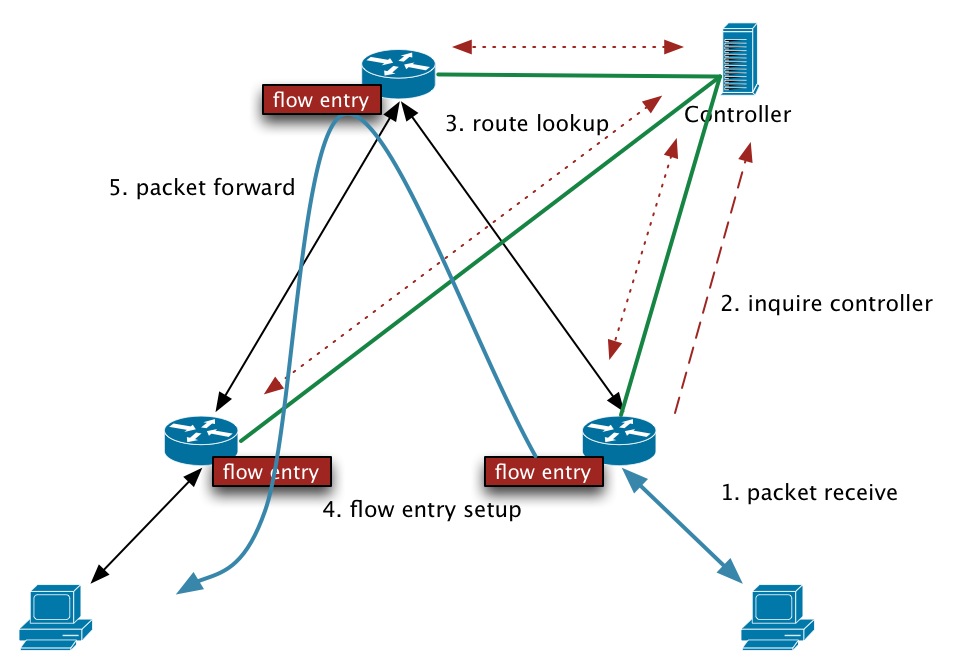 flow entry
Controller
3. route lookup
5. packet forward
2. inquire controller
flow entry
flow entry
1. packet receive
4. flow entry setup